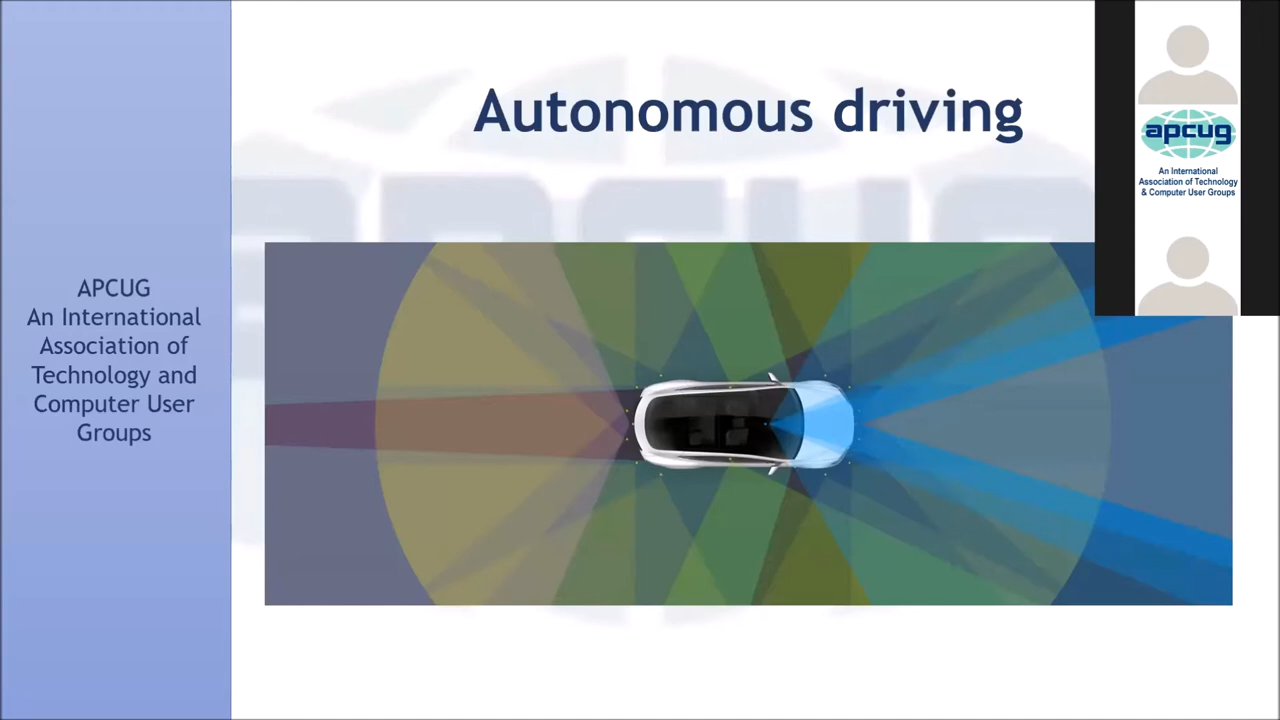 Autonomous driving
APCUG
An International
Association of
Technology and
Computer User
Groups
apcug
An International
Association of Technology
& Computer User Groups
APCUG